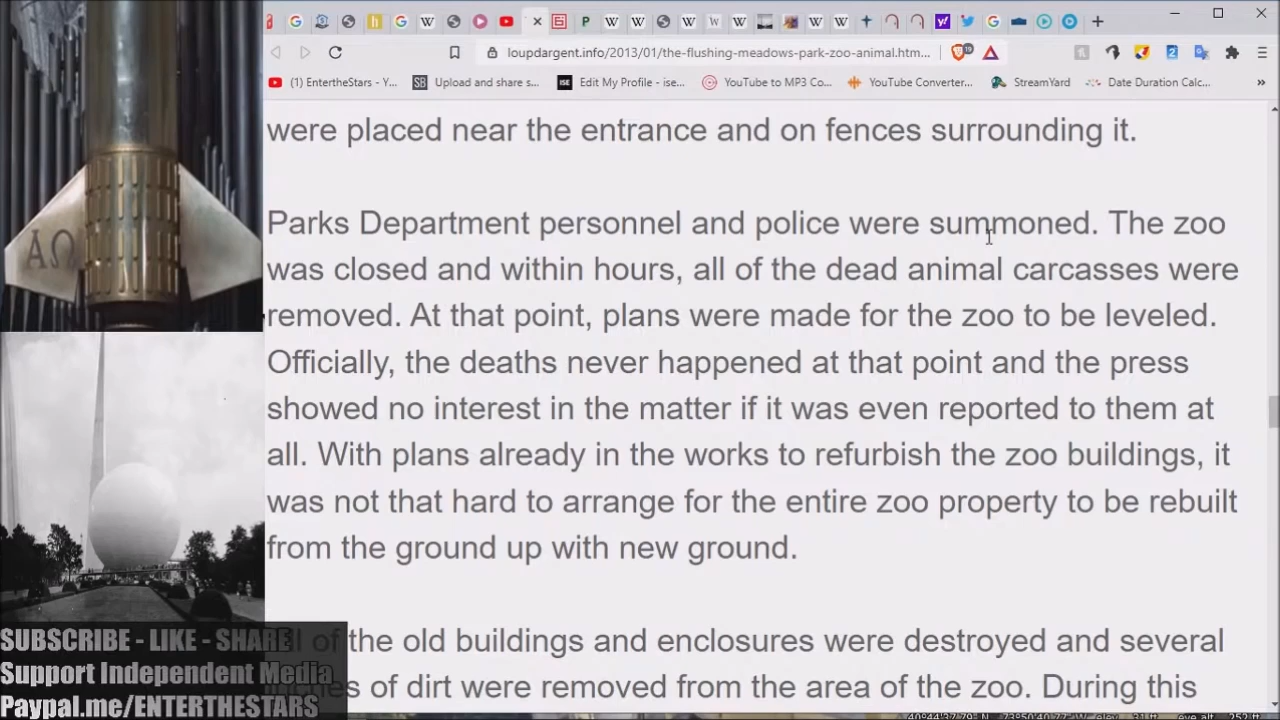 loupdargent.info/2013/01/the-flushing-meadows-park-zoo-animal.htm...
(1) EntertheStars - Y...
Upload and share s...
Edit My Profile - ise...
YouTube to MP3 Co...
YouTube Converter...
StreamYard
Date Duration Calc...
were placed near the entrance and on fences surrounding it.
Parks Department personnel and police were summoned. The zoo
was closed and within hours, all of the dead animal carcasses were
removed. At that point, plans were made for the zoo to be leveled.
Officially, the deaths never happened at that point and the press
showed no interest in the matter if it was even reported to them at
all. With plans already in the works to refurbish the zoo buildings, it
was not that hard to arrange for the entire zoo property to be rebuilt
from the ground up with new ground.
of the old buildings and enclosures were destroyed and several
of dirt were removed from the area of the zoo. During this
ΑΩ
SUBSCRIBE - LIKE - SHARE
Support Independent Media
Paypal.me/ENTERTHESTARS